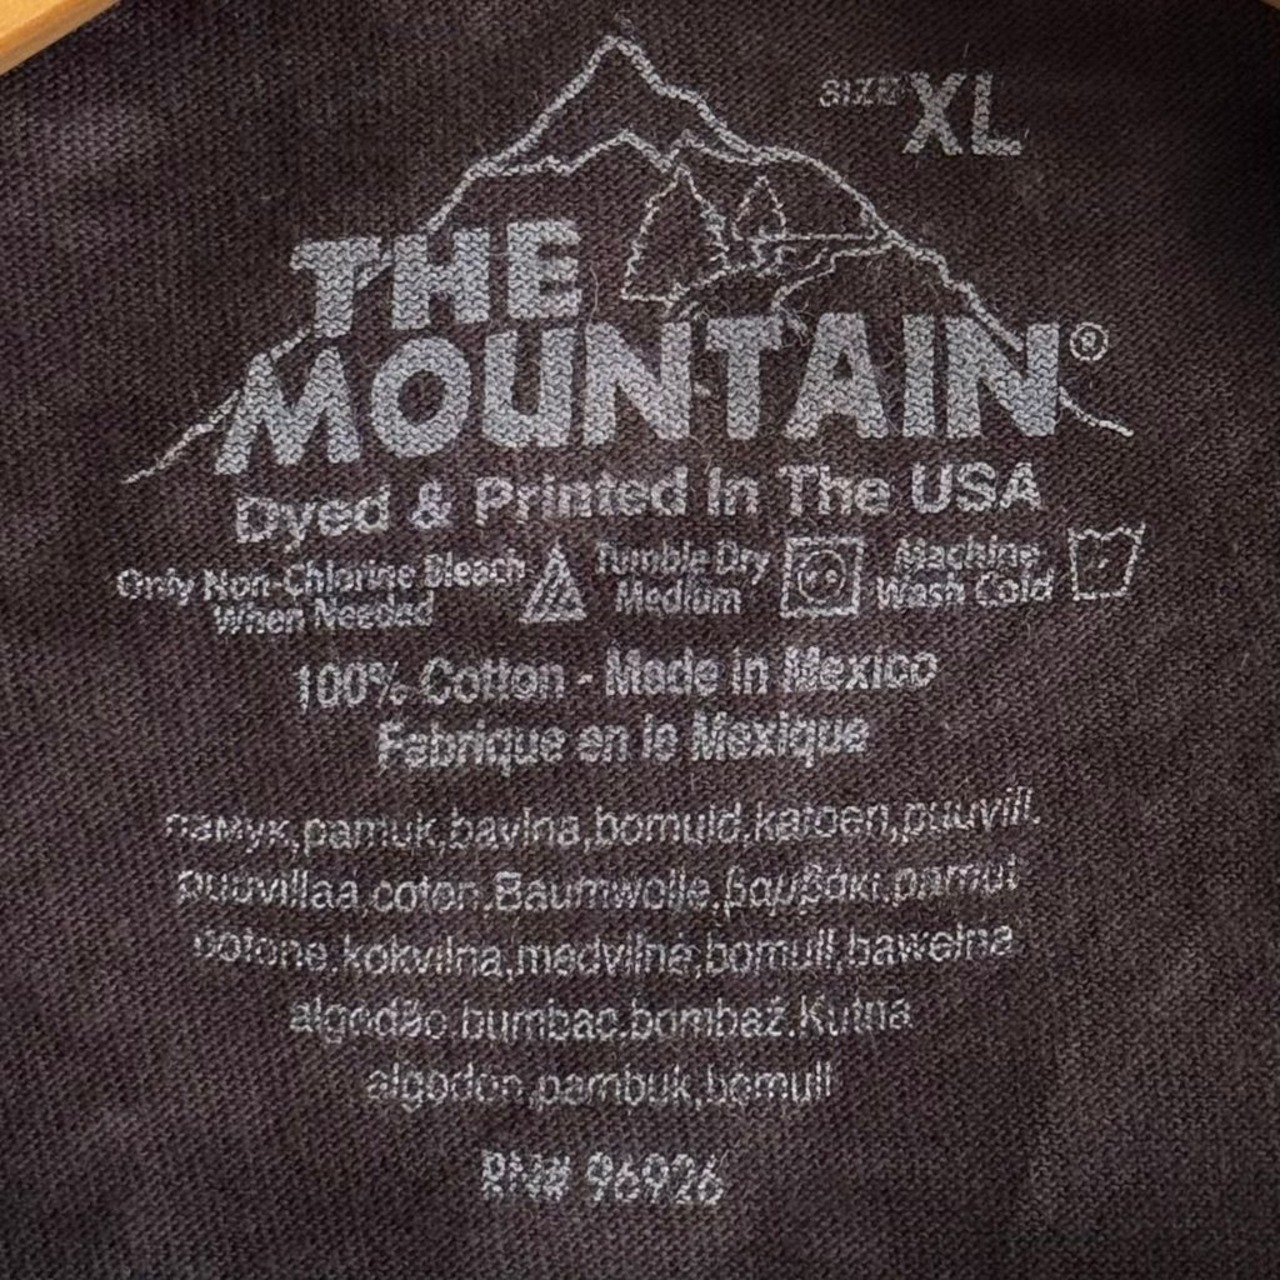 SIZE XL
THE
MOUNTAIN®
Dyed & Printed In The USA
Only Non-Chlorine Bleach
When Needed
Tumble Dry
Medium
Machine
Wash Cold
100% Cotton - Made in Mexico
Fabrique en le Mexique
памук,pamuk,bavlna,bomuld,katoen,puuvill,
puuvillaa,coton,Baumwolle,βαμβάκι,pamut
cotone,kokvilna,medvilnė,bomull,bawełna
algodão,bumbac,bombaž,Kutna
algodon,pambuk,bomull
RN# 96926